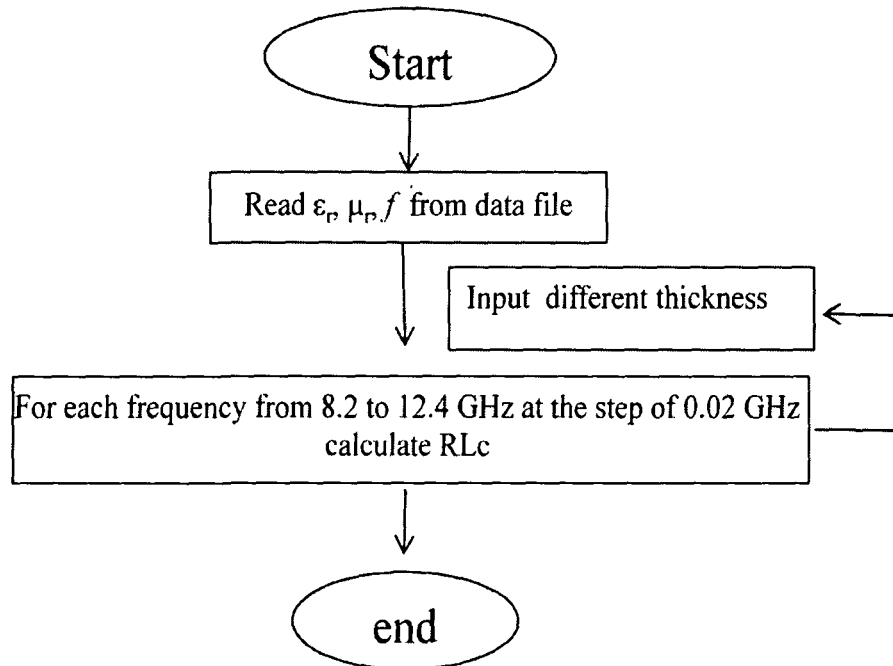 Start
Read εr, μr, f from data file
Input different thickness
For each frequency from 8.2 to 12.4 GHz at the step of 0.02 GHz
calculate RLc
end